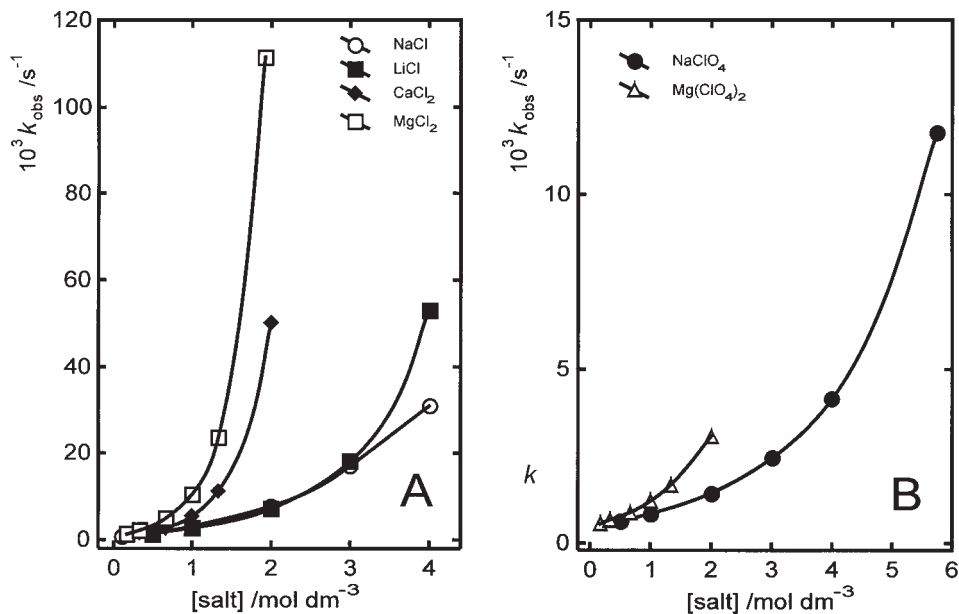 120
100
80
60
40
20
0
10³ k_obs /s⁻¹
NaCl
LiCl
CaCl₂
MgCl₂
A
0 1 2 3 4
[salt] /mol dm⁻³
15
10
5
0
10³ k_obs /s⁻¹
k
NaClO₄
Mg(ClO₄)₂
B
0 1 2 3 4 5 6
[salt] /mol dm⁻³